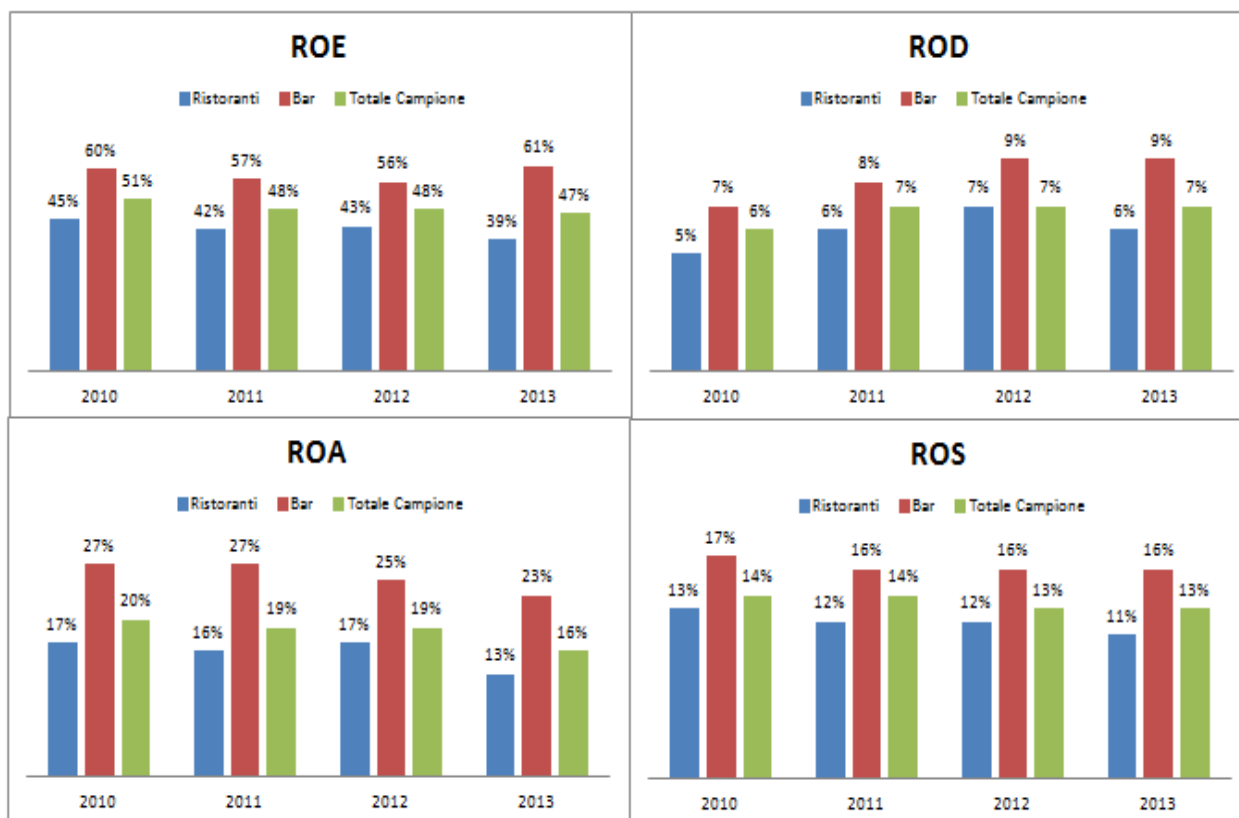 ROE
Ristoranti Bar Totale Campione
45% 60% 51% 42% 57% 48% 43% 56% 48% 39% 61% 47%
2010 2011 2012 2013
ROD
Ristoranti Bar Totale Campione
5% 7% 6% 6% 8% 7% 7% 9% 7% 6% 9% 7%
2010 2011 2012 2013
ROA
Ristoranti Bar Totale Campione
17% 27% 20% 16% 27% 19% 17% 25% 19% 13% 23% 16%
2010 2011 2012 2013
ROS
Ristoranti Bar Totale Campione
13% 17% 14% 12% 16% 14% 12% 16% 13% 11% 16% 13%
2010 2011 2012 2013